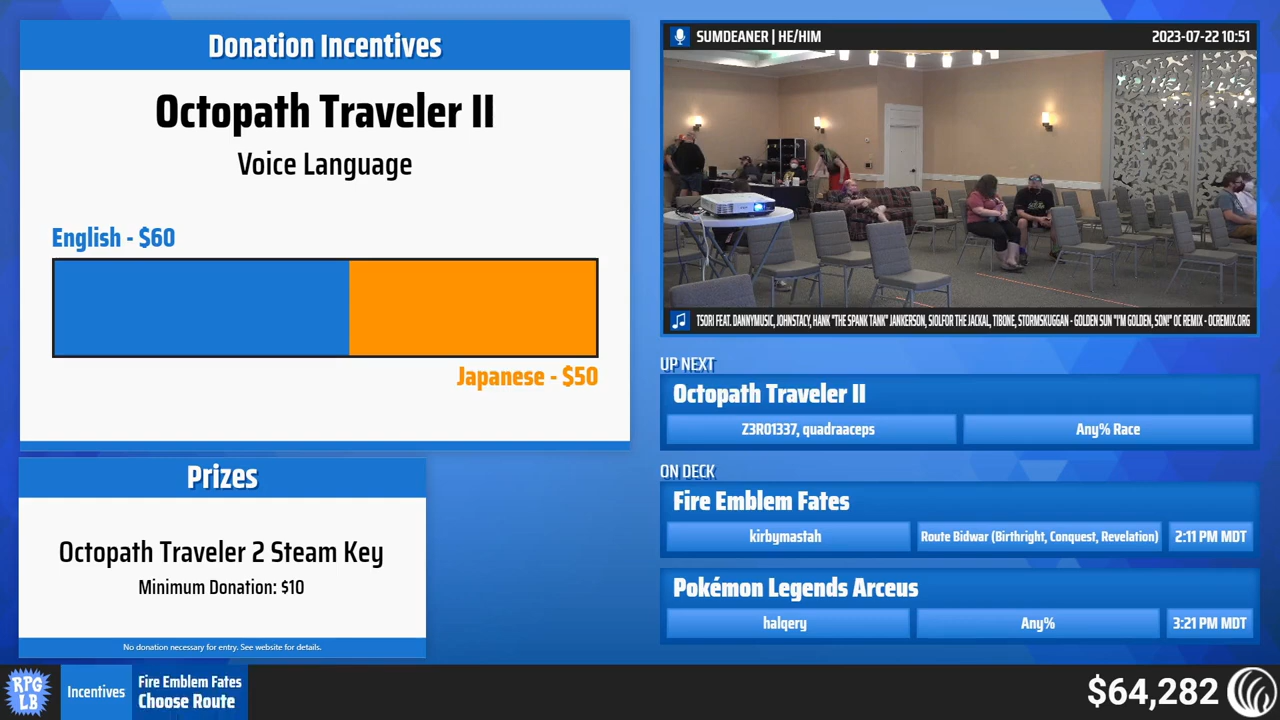 Donation Incentives
Octopath Traveler II
Voice Language
English - $60
Japanese - $50
Prizes
Octopath Traveler 2 Steam Key
Minimum Donation: $10
No donation necessary for entry. See website for details.
SUMDEANER | HE/HIM
2023-07-22 10:51
TSORI FEAT. DANNYMUSIC, JOHNSTACY, HANK "THE SPANK TANK" JANKERSON, SIOLFOR THE JACKAL, TIBONE, STORMSKUGGAN - GOLDEN SUN "I'M GOLDEN, SON!" OC REMIX - OCREMIX.ORG
UP NEXT
Octopath Traveler II
Z3R01337, quadraaceps
Any% Race
ON DECK
Fire Emblem Fates
kirbymastah
Route Bidwar (Birthright, Conquest, Revelation)
2:11 PM MDT
Pokémon Legends Arceus
halqery
Any%
3:21 PM MDT
RPG
LB
Incentives
Fire Emblem Fates
Choose Route
$64,282